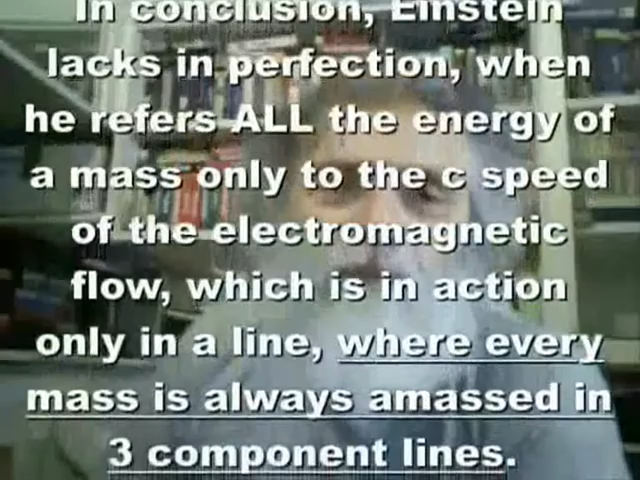 In conclusion, Einstein
lacks in perfection, when
he refers ALL the energy of
a mass only to the c speed
of the electromagnetic
flow, which is in action
only in a line, where every
mass is always amassed in
3 component lines.